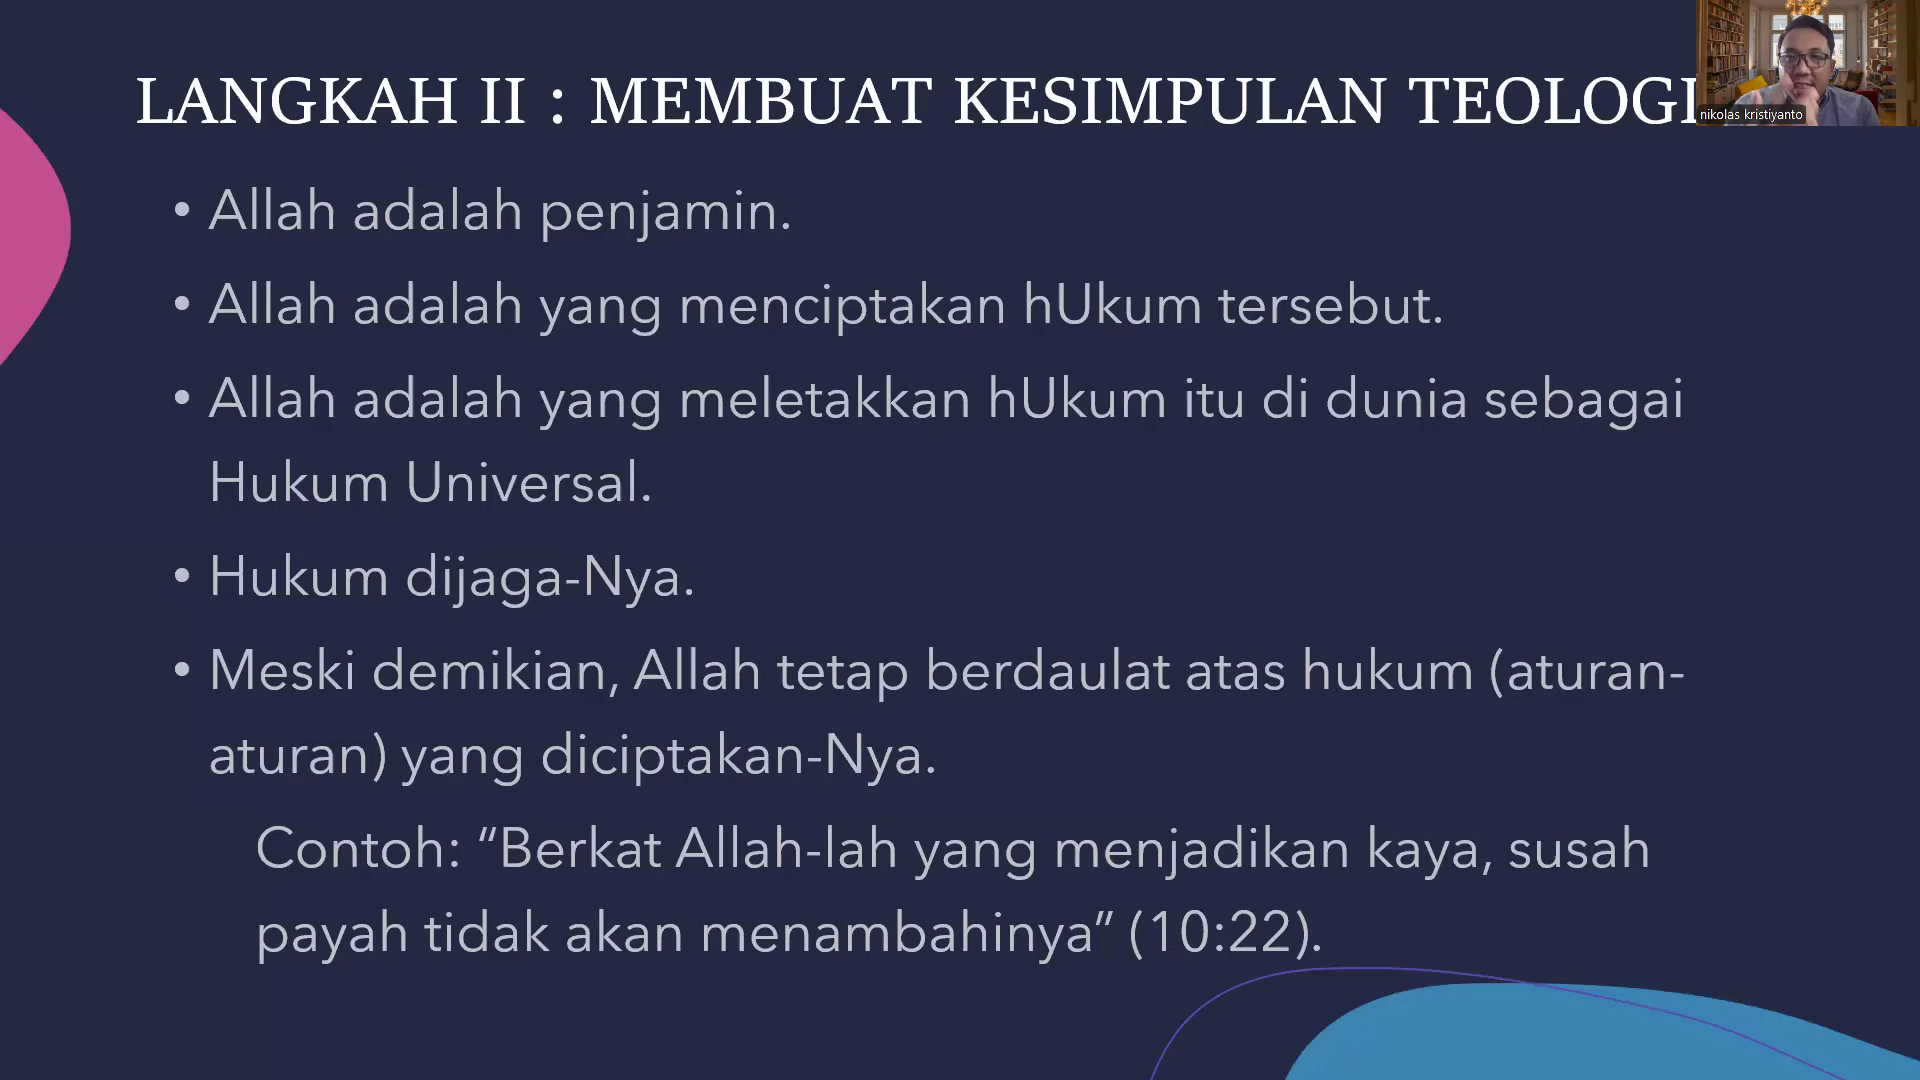 LANGKAH II : MEMBUAT KESIMPULAN TEOLOGI
nikolas kristiyanto
• Allah adalah penjamin.
• Allah adalah yang menciptakan hUkum tersebut.
• Allah adalah yang meletakkan hUkum itu di dunia sebagai
Hukum Universal.
• Hukum dijaga-Nya.
• Meski demikian, Allah tetap berdaulat atas hukum (aturan-
aturan) yang diciptakan-Nya.
Contoh: “Berkat Allah-lah yang menjadikan kaya, susah
payah tidak akan menambahinya” (10:22).